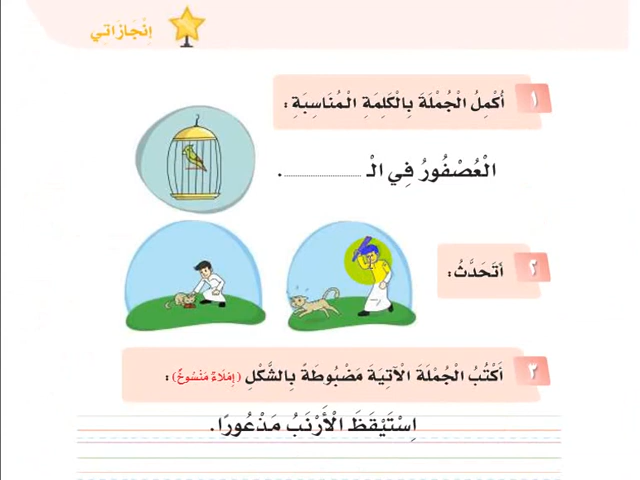 إِنْجَازَاتِي
١ أُكْمِلُ الْجُمْلَةَ بِالْكَلِمَةِ الْمُنَاسِبَةِ :
الْعُصْفُورُ فِي الْـ .................... .
٢ أَتَحَدَّثُ :
٣ أَكْتُبُ الْجُمْلَةَ الْآتِيَةَ مَضْبُوطَةً بِالشَّكْلِ (إِمْلَاءٌ مَنْسُوخٌ) :
اِسْتَيْقَظَ الْأَرْنَبُ مَذْعُورًا.